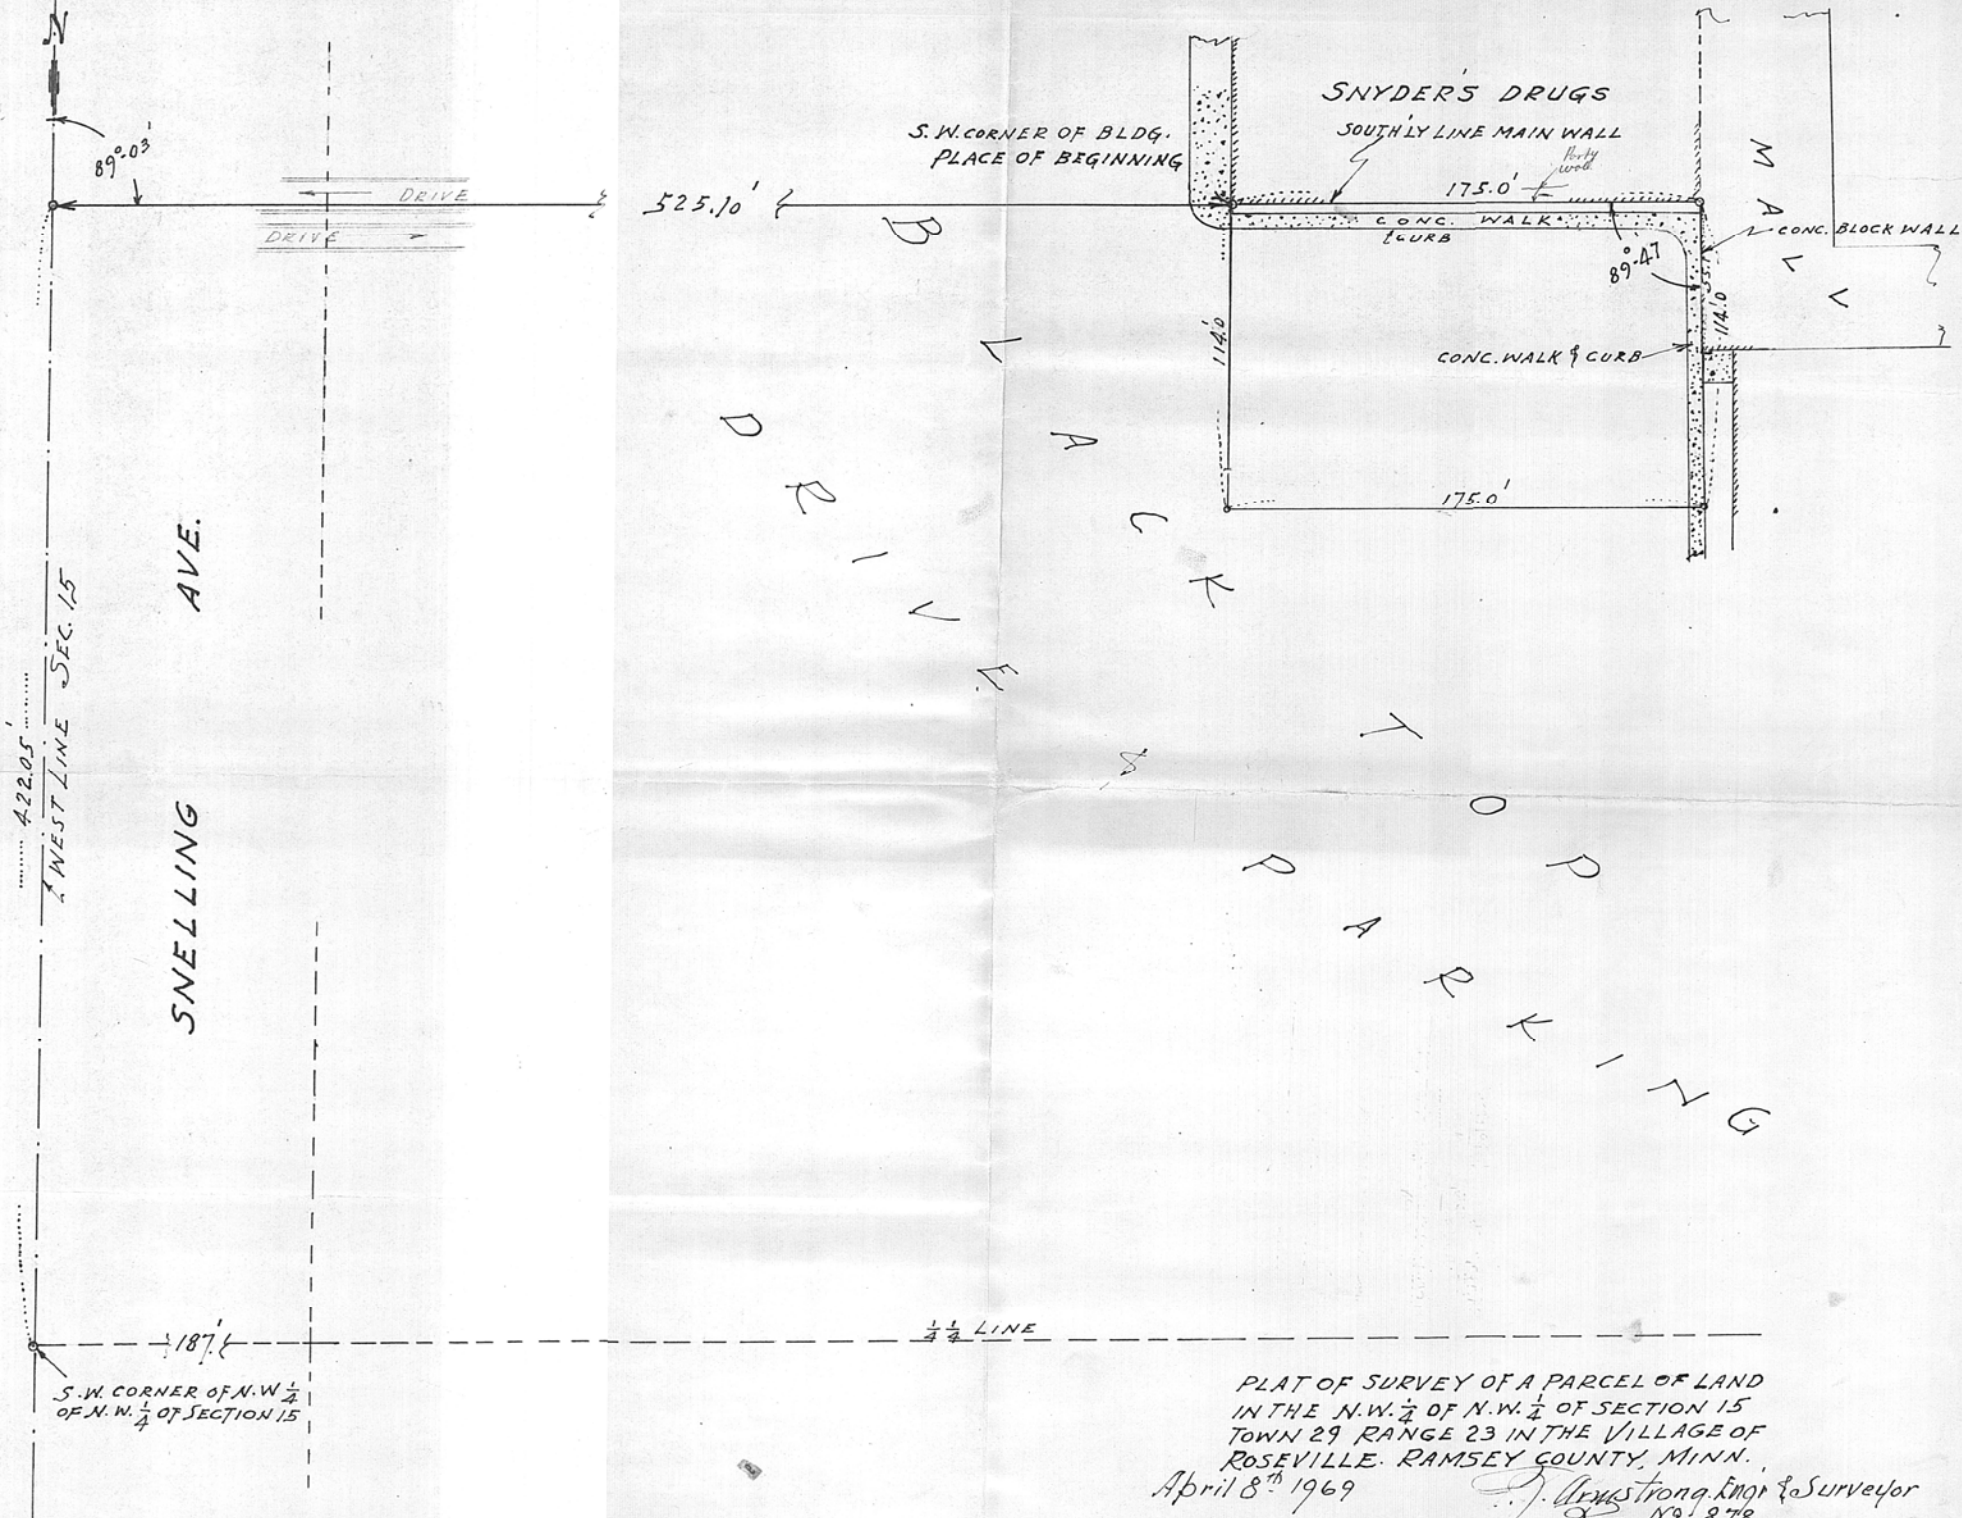 N
89°-03'
DRIVE
DRIVE
525.10'
S.W. CORNER OF BLDG.
PLACE OF BEGINNING
SNYDER'S DRUGS
SOUTH'LY LINE MAIN WALL
Party
wall
175.0'
CONC. WALK
& CURB
89°-47
MALL
CONC. BLOCK WALL
114.0'
114.0'
CONC. WALK & CURB
175.0'
BLACK TOP
DRIVE & PARKING
SNELLING AVE.
WEST LINE SEC. 15
422.05'
187.'
1/4 1/4 LINE
S.W. CORNER OF N.W 1/4
OF N.W. 1/4 OF SECTION 15
PLAT OF SURVEY OF A PARCEL OF LAND
IN THE N.W. 1/4 OF N.W. 1/4 OF SECTION 15
TOWN 29 RANGE 23 IN THE VILLAGE OF
ROSEVILLE. RAMSEY COUNTY, MINN.
April 8th 1969
Armstrong. Engr & Surveyor
No. 878